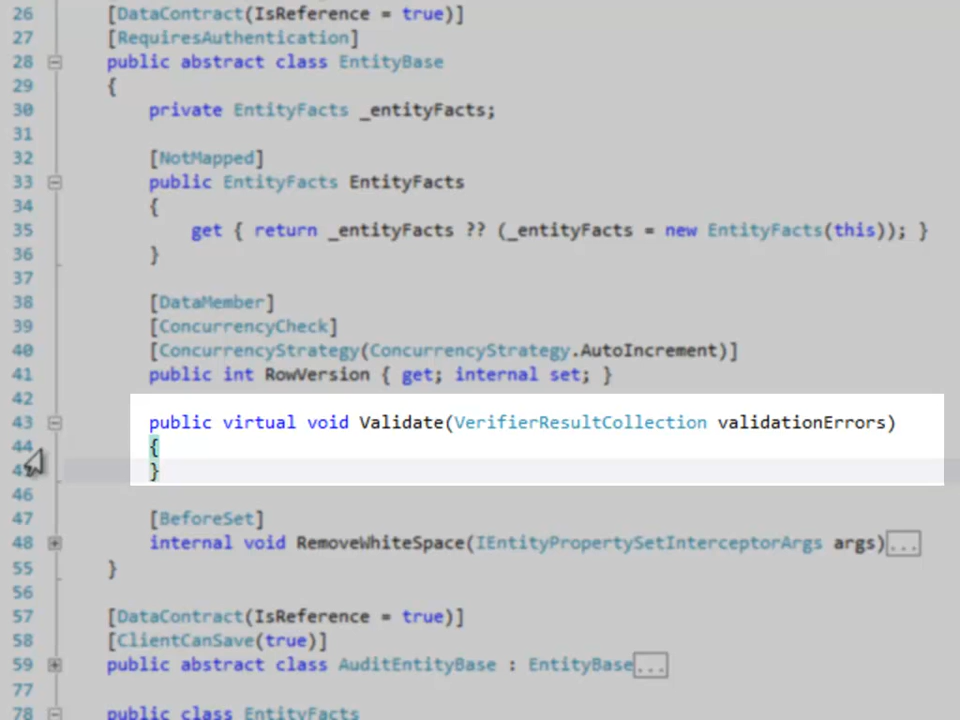 26 [DataContract(IsReference = true)]
27 [RequiresAuthentication]
28 public abstract class EntityBase
29 {
30 private EntityFacts _entityFacts;
31
32 [NotMapped]
33 public EntityFacts EntityFacts
34 {
35 get { return _entityFacts ?? (_entityFacts = new EntityFacts(this)); }
36 }
37
38 [DataMember]
39 [ConcurrencyCheck]
40 [ConcurrencyStrategy(ConcurrencyStrategy.AutoIncrement)]
41 public int RowVersion { get; internal set; }
42
43 public virtual void Validate(VerifierResultCollection validationErrors)
44 {
45 }
46
47 [BeforeSet]
48 internal void RemoveWhiteSpace(IEntityPropertySetInterceptorArgs args)...
55 }
56
57 [DataContract(IsReference = true)]
58 [ClientCanSave(true)]
59 public abstract class AuditEntityBase : EntityBase...
77
78 public class EntityFacts